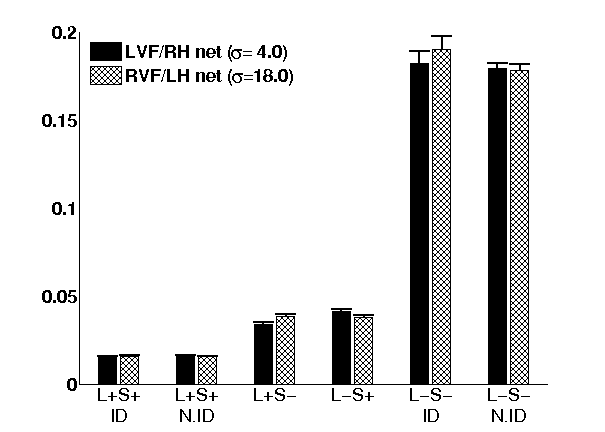 0.2
LVF/RH net (σ= 4.0)
RVF/LH net (σ=18.0)
0.15
0.1
0.05
0
L+S+ L+S+ L+S− L−S+ L−S− L−S−
ID N.ID ID N.ID